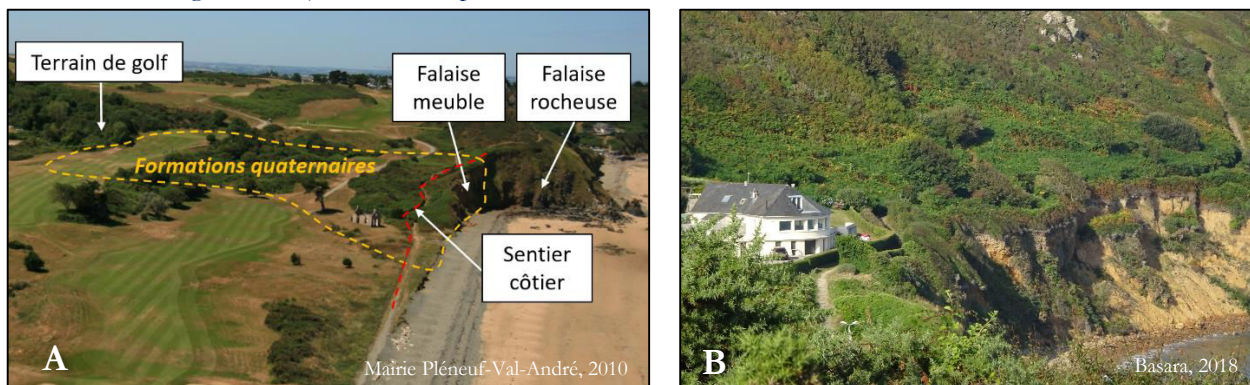 Terrain de golf
Falaise
meuble
Falaise
rocheuse
Formations quaternaires
Sentier
côtier
A
Mairie Pléneuf-Val-André, 2010
B
Basara, 2018